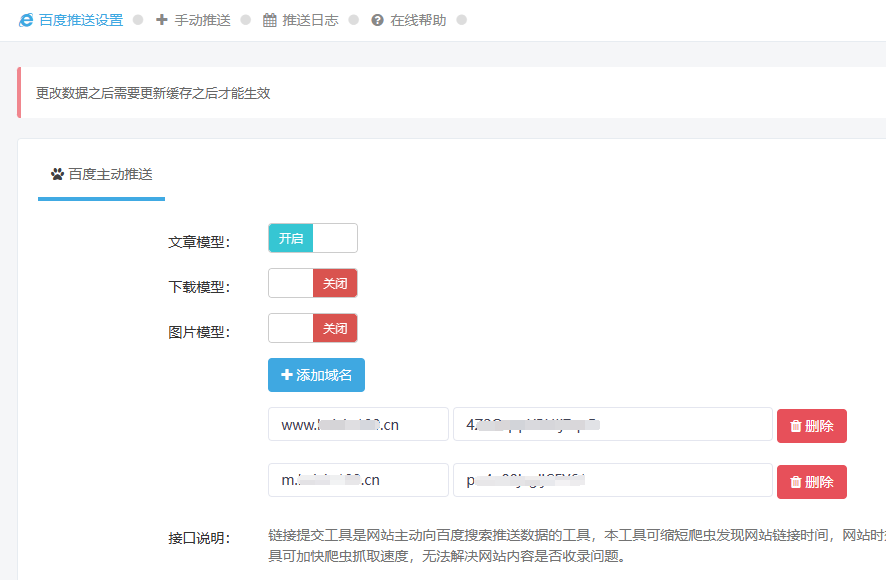 百度推送设置 手动推送 推送日志 在线帮助
更改数据之后需要更新缓存之后才能生效
百度主动推送
文章模型： 开启
下载模型： 关闭
图片模型： 关闭
添加域名
www. .cn 删除
m. .cn 删除
接口说明： 链接提交工具是网站主动向百度搜索推送数据的工具，本工具可缩短爬虫发现网站链接时间，网站时
具可加快爬虫抓取速度，无法解决网站内容是否收录问题。